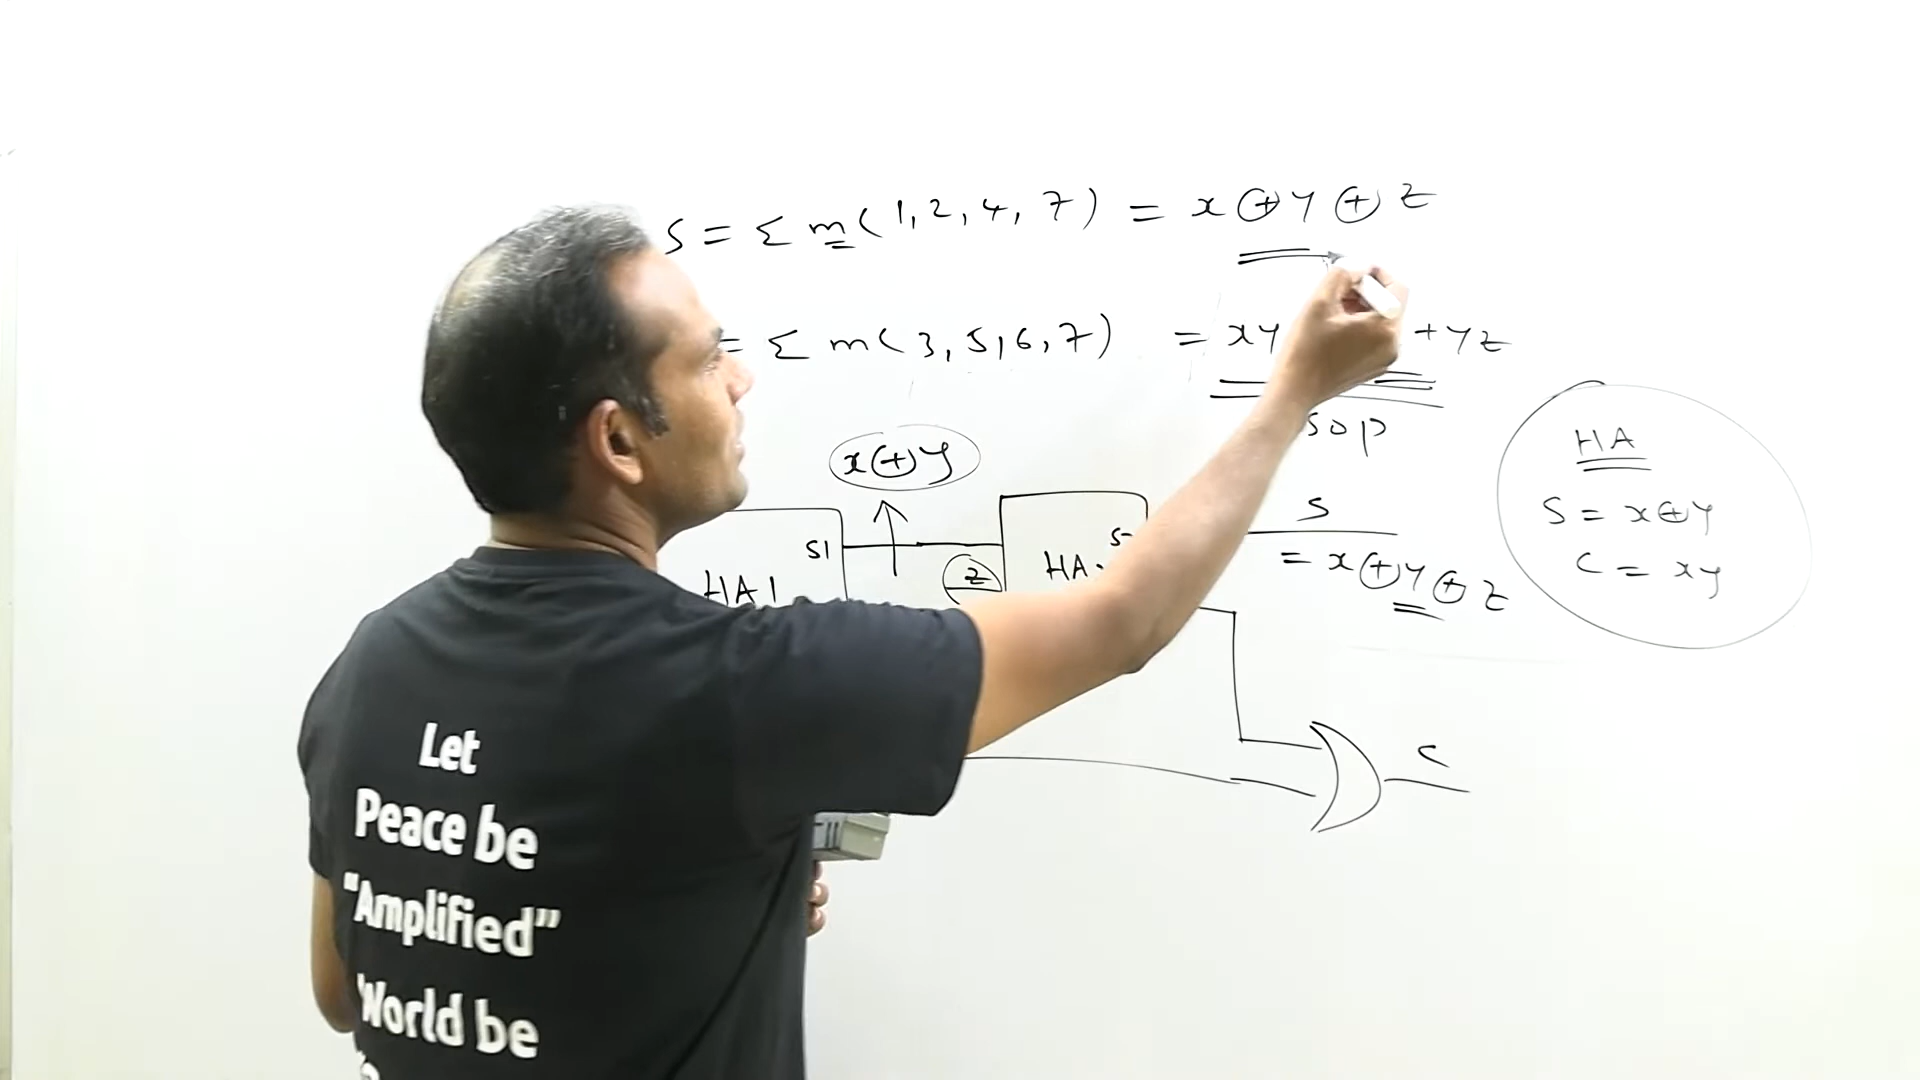 S = Σ m(1,2,4,7) = x⊕y⊕z
= Σ m(3,5,6,7) = xy +yz
SOP
x⊕y
HA
S = x⊕y
C = xy
S1
HA1
z
HA
S
= x⊕y⊕z
C
Let
Peace be
"Amplified"
World be